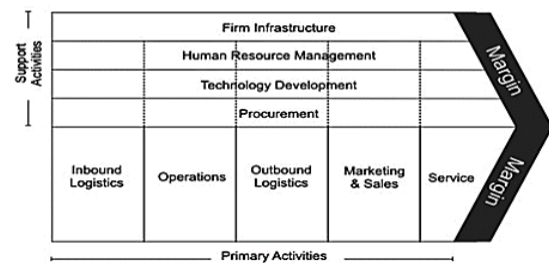 Firm Infrastructure
Human Resource Management
Technology Development
Procurement
Support
Activities
Margin
Inbound
Logistics
Operations
Outbound
Logistics
Marketing
& Sales
Service
Margin
Primary Activities